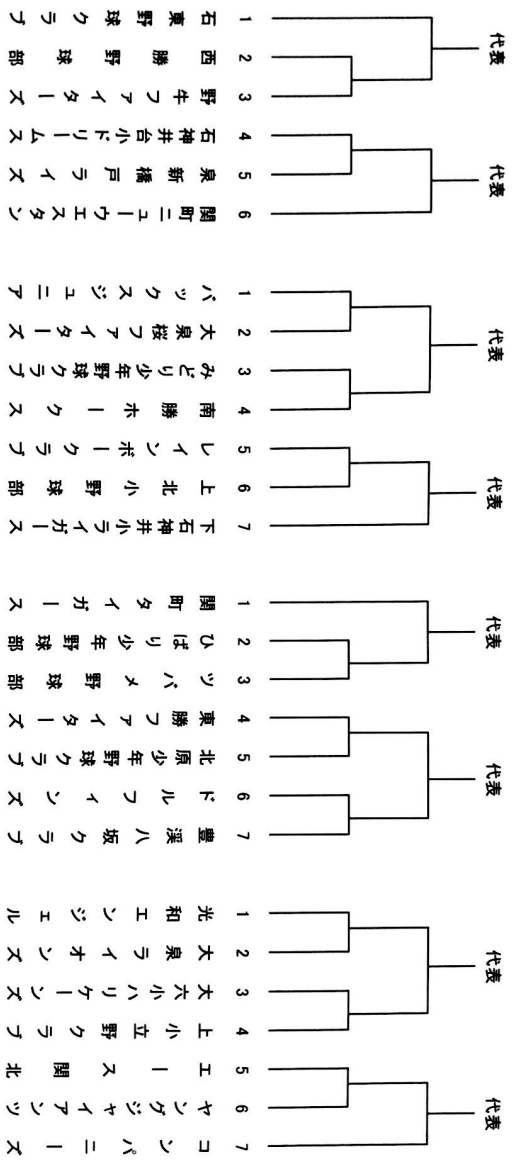 代表
代表
1 石東野球クラブ
2 西勝野球部
3 野牛ファイターズ
4 石神井台小ドリームス
5 泉新橋戸ライズ
6 関町ニューウエスタン
代表
代表
1 バックスジュニア
2 大泉桜ファイターズ
3 みどり少年野球クラブ
4 南勝ホークス
5 レインボークラブ
6 上北小野球部
7 下石神井小ライガース
代表
代表
1 関町タイガース
2 ひばり少年野球部
3 ツバメ野球部
4 東勝ファイターズ
5 北原少年野球クラブ
6 ドルフィンズ
7 豊渓八坂クラブ
代表
代表
1 光和エンジェル
2 大泉ライオンズ
3 大六小ハリケーンズ
4 上小立野クラブ
5 エース関北
6 ヤングジャイアンツ
7 コンパニーズ